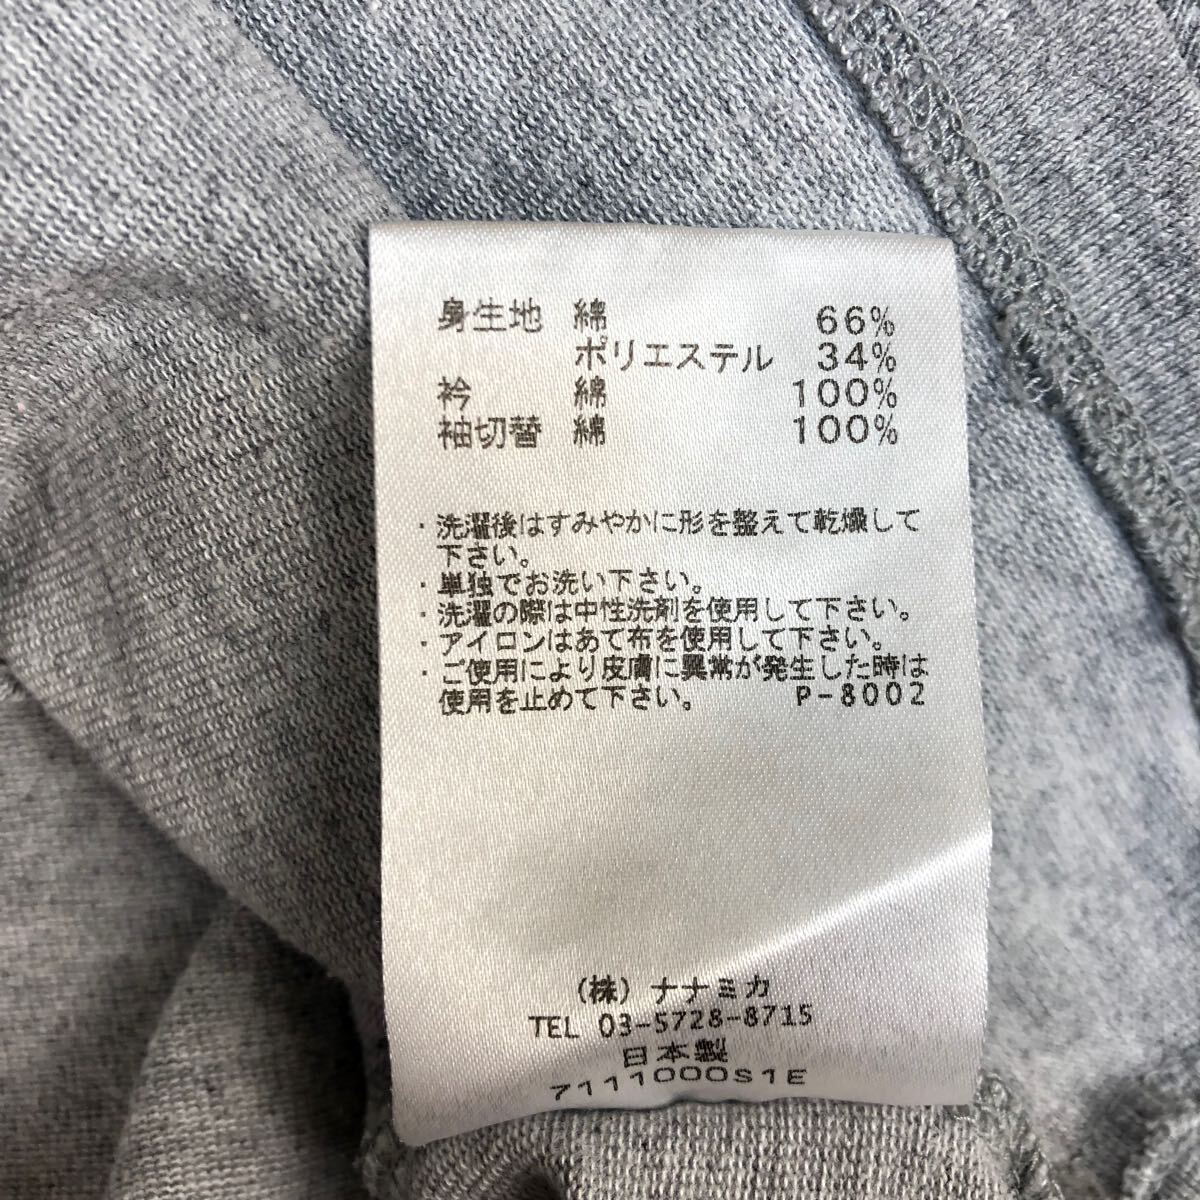 身生地 綿 66%
ポリエステル 34%
衿 綿 100%
袖切替 綿 100%
・洗濯後はすみやかに形を整えて乾燥して
下さい。
・単独でお洗い下さい。
・洗濯の際は中性洗剤を使用して下さい。
・アイロンはあて布を使用して下さい。
・ご使用により皮膚に異常が発生した時は
使用を止めて下さい。 P-8002
(株) ナナミカ
TEL 03-5728-8715
日本製
7111000S1E